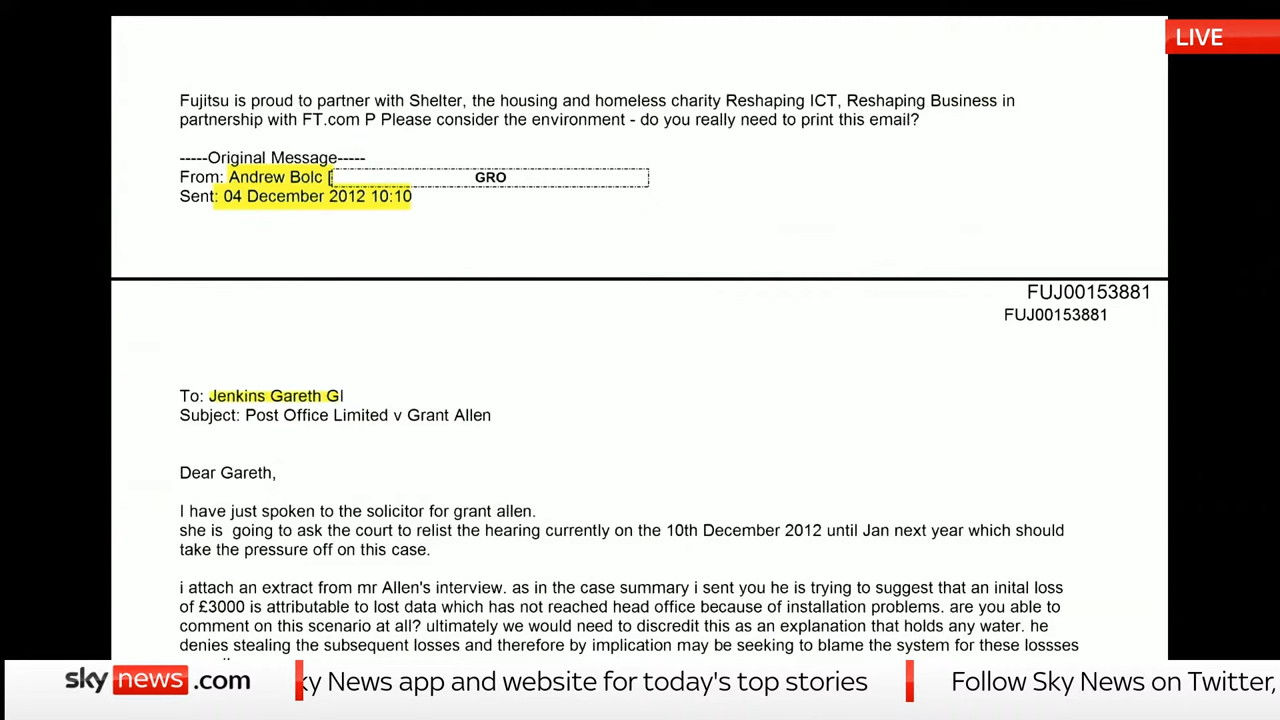 LIVE
Fujitsu is proud to partner with Shelter, the housing and homeless charity Reshaping ICT, Reshaping Business in
partnership with FT.com P Please consider the environment - do you really need to print this email?
-----Original Message-----
From: Andrew Bolc [
GRO
Sent: 04 December 2012 10:10
FUJ00153881
FUJ00153881
To: Jenkins Gareth GI
Subject: Post Office Limited v Grant Allen
Dear Gareth,
I have just spoken to the solicitor for grant allen.
she is going to ask the court to relist the hearing currently on the 10th December 2012 until Jan next year which should
take the pressure off on this case.
i attach an extract from mr Allen's interview. as in the case summary i sent you he is trying to suggest that an inital loss
of £3000 is attributable to lost data which has not reached head office because of installation problems. are you able to
comment on this scenario at all? ultimately we would need to discredit this as an explanation that holds any water. he
denies stealing the subsequent losses and therefore by implication may be seeking to blame the system for these lossses
sky news .com
ky News app and website for today's top stories
Follow Sky News on Twitter,